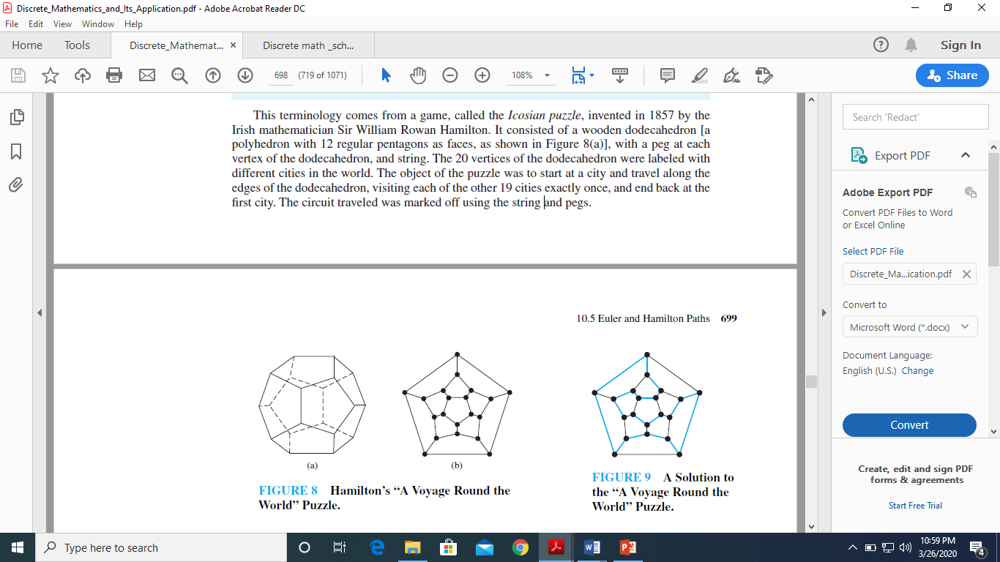 Discrete_Mathematics_and_Its_Application.pdf - Adobe Acrobat Reader DC
File Edit View Window Help
Home Tools Discrete_Mathemat... × Discrete math _sch... Sign In
698 (719 of 1071) 108% Share
This terminology comes from a game, called the Icosian puzzle, invented in 1857 by the
Irish mathematician Sir William Rowan Hamilton. It consisted of a wooden dodecahedron [a
polyhedron with 12 regular pentagons as faces, as shown in Figure 8(a)], with a peg at each
vertex of the dodecahedron, and string. The 20 vertices of the dodecahedron were labeled with
different cities in the world. The object of the puzzle was to start at a city and travel along the
edges of the dodecahedron, visiting each of the other 19 cities exactly once, and end back at the
first city. The circuit traveled was marked off using the string and pegs.
10.5 Euler and Hamilton Paths 699
(a) (b)
FIGURE 8 Hamilton's “A Voyage Round the
World” Puzzle.
FIGURE 9 A Solution to
the “A Voyage Round the
World” Puzzle.
Search 'Redact'
Export PDF
Adobe Export PDF
Convert PDF Files to Word
or Excel Online
Select PDF File
Discrete_Ma...ication.pdf
Convert to
Microsoft Word (*.docx)
Document Language:
English (U.S.) Change
Convert
Create, edit and sign PDF
forms & agreements
Start Free Trial
Type here to search
10:59 PM
3/26/2020
4